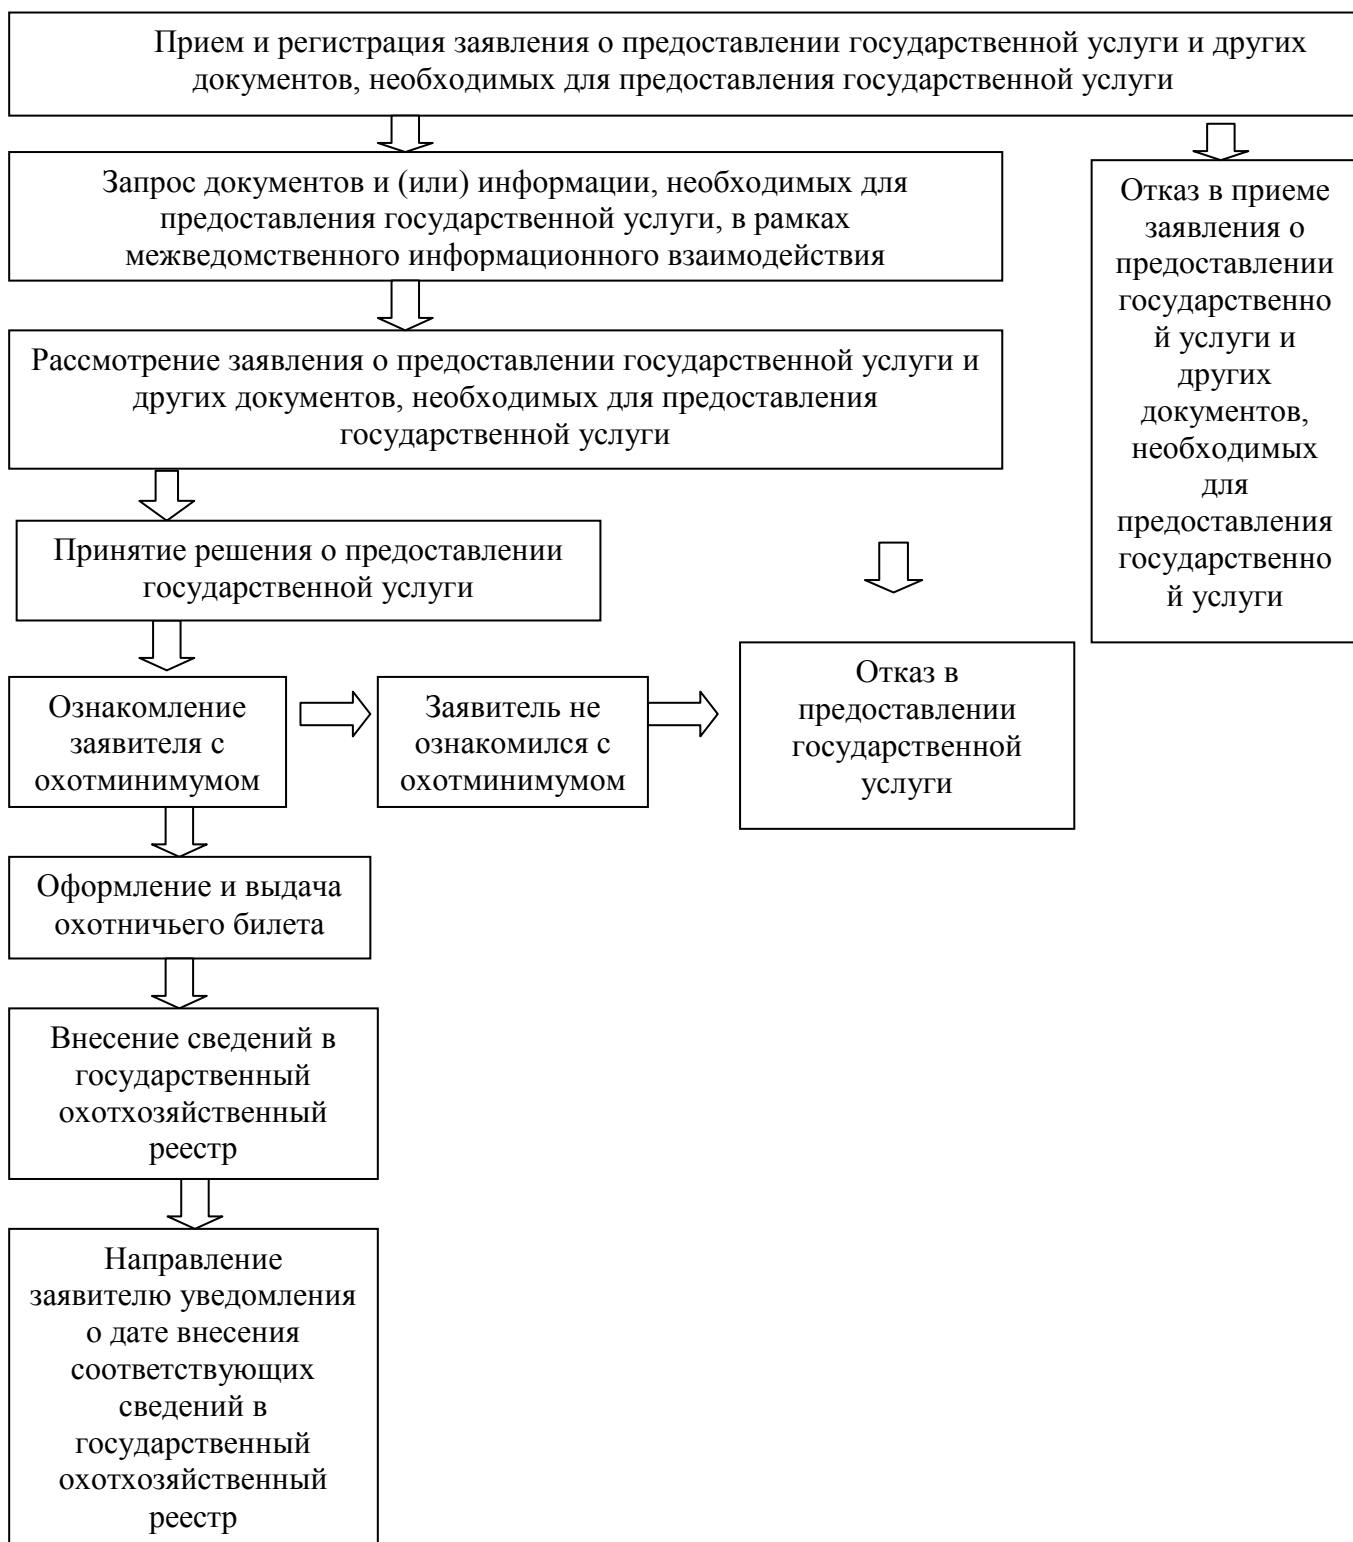 Прием и регистрация заявления о предоставлении государственной услуги и других
документов, необходимых для предоставления государственной услуги
Запрос документов и (или) информации, необходимых для
предоставления государственной услуги, в рамках
межведомственного информационного взаимодействия
Отказ в приеме
заявления о
предоставлении
государственно
й услуги и
других
документов,
необходимых
для
предоставления
государственно
й услуги
Рассмотрение заявления о предоставлении государственной услуги и
других документов, необходимых для предоставления
государственной услуги
Принятие решения о предоставлении
государственной услуги
Ознакомление
заявителя с
охотминимумом
Заявитель не
ознакомился с
охотминимумом
Отказ в
предоставлении
государственной
услуги
Оформление и выдача
охотничьего билета
Внесение сведений в
государственный
охотхозяйственный
реестр
Направление
заявителю уведомления
о дате внесения
соответствующих
сведений в
государственный
охотхозяйственный
реестр